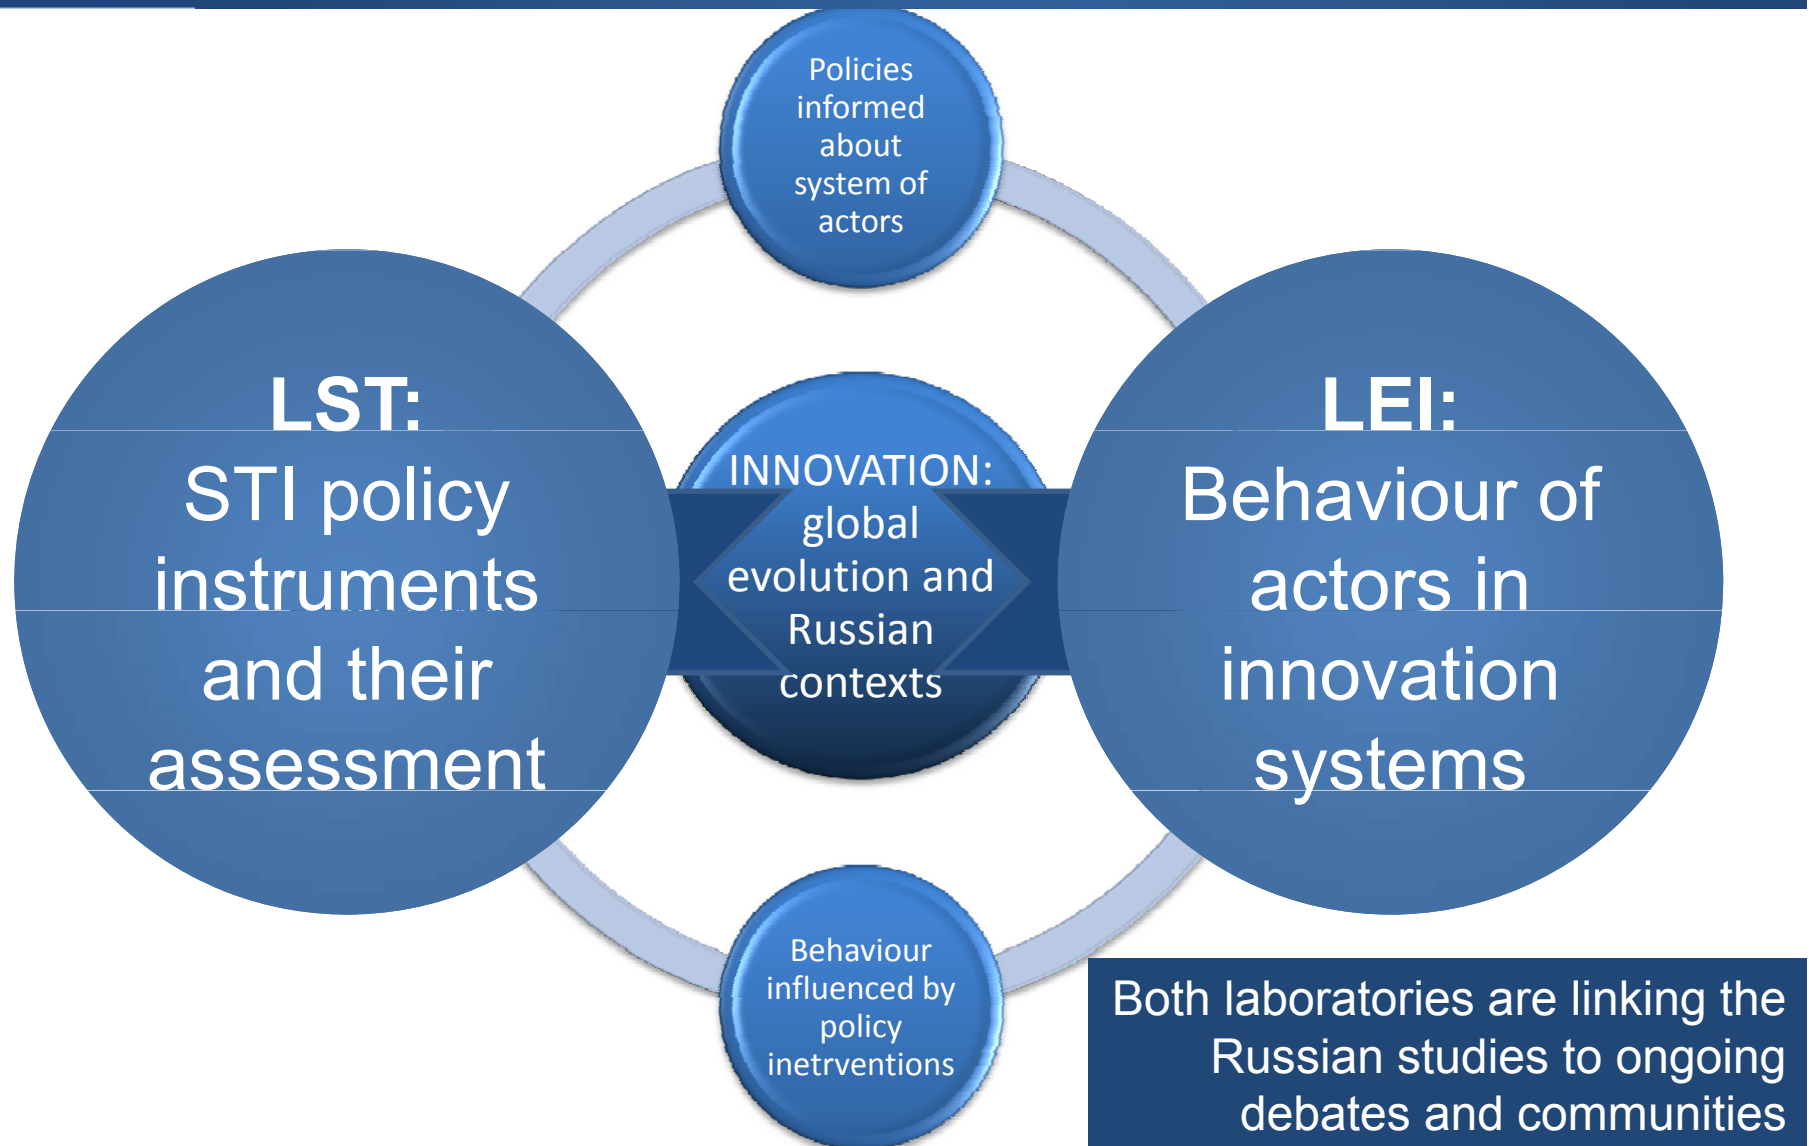 Policies
informed
about
system of
actors
LST:
STI policy
instruments
and their
assessment
INNOVATION:
global
evolution and
Russian
contexts
LEI:
Behaviour of
actors in
innovation
systems
Behaviour
influenced by
policy
inetrventions
Both laboratories are linking the
Russian studies to ongoing
debates and communities